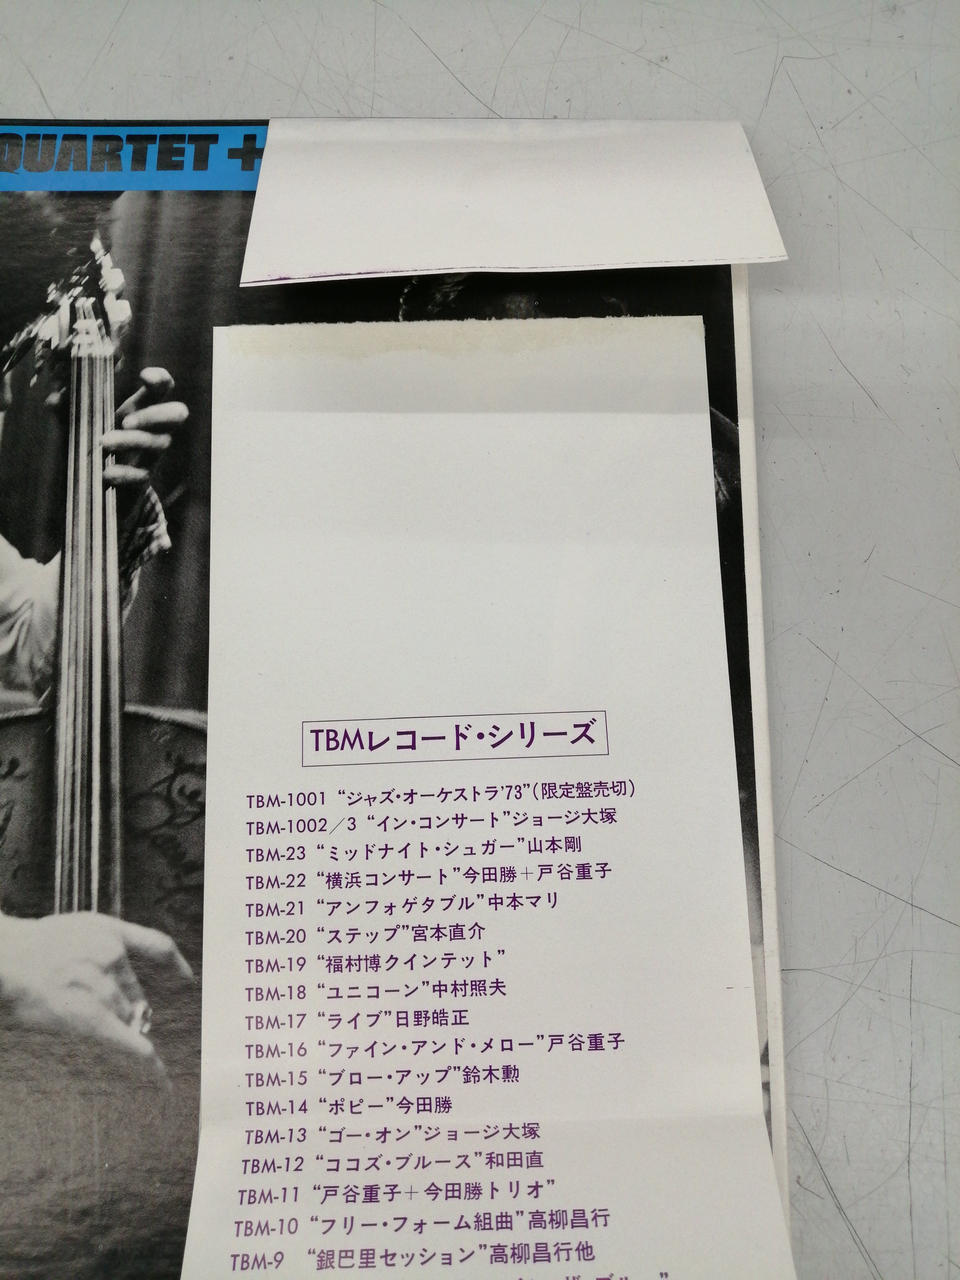 QUARTET +
TBMレコード・シリーズ
TBM-1001 “ジャズ・オーケストラ'73”(限定盤売切)
TBM-1002/3 “イン・コンサート”ジョージ大塚
TBM-23 “ミッドナイト・シュガー”山本剛
TBM-22 “横浜コンサート”今田勝+戸谷重子
TBM-21 “アンフォゲタブル”中本マリ
TBM-20 “ステップ”宮本直介
TBM-19 “福村博クインテット”
TBM-18 “ユニコーン”中村照夫
TBM-17 “ライブ”日野皓正
TBM-16 “ファイン・アンド・メロー”戸谷重子
TBM-15 “ブロー・アップ”鈴木勲
TBM-14 “ポピー”今田勝
TBM-13 “ゴー・オン”ジョージ大塚
TBM-12 “ココズ・ブルース”和田直
TBM-11 “戸谷重子+今田勝トリオ”
TBM-10 “フリー・フォーム組曲”高柳昌行
TBM-9 “銀巴里セッション”高柳昌行他